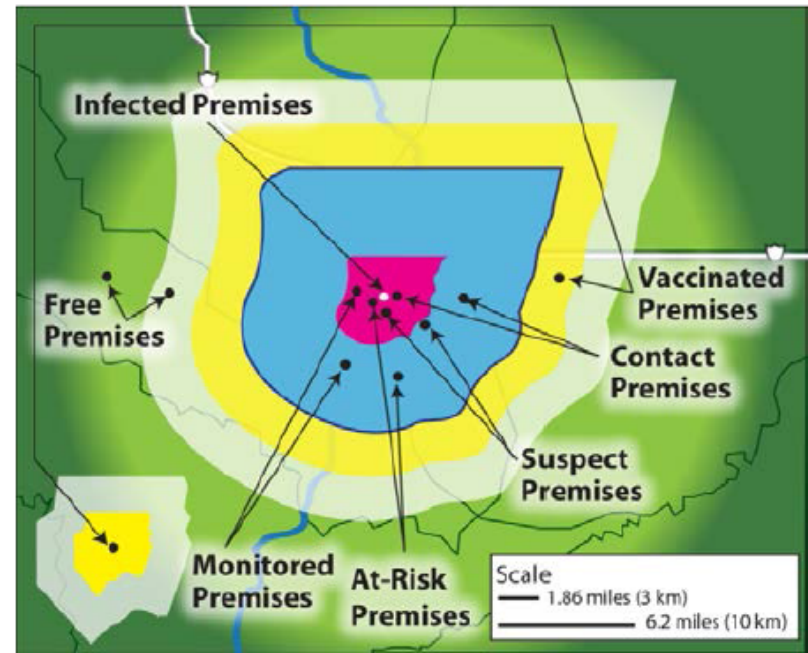 Infected Premises
Free
Premises
Vaccinated
Premises
Contact
Premises
Suspect
Premises
Monitored
Premises
At-Risk
Premises
Scale
1.86 miles (3 km)
6.2 miles (10 km)